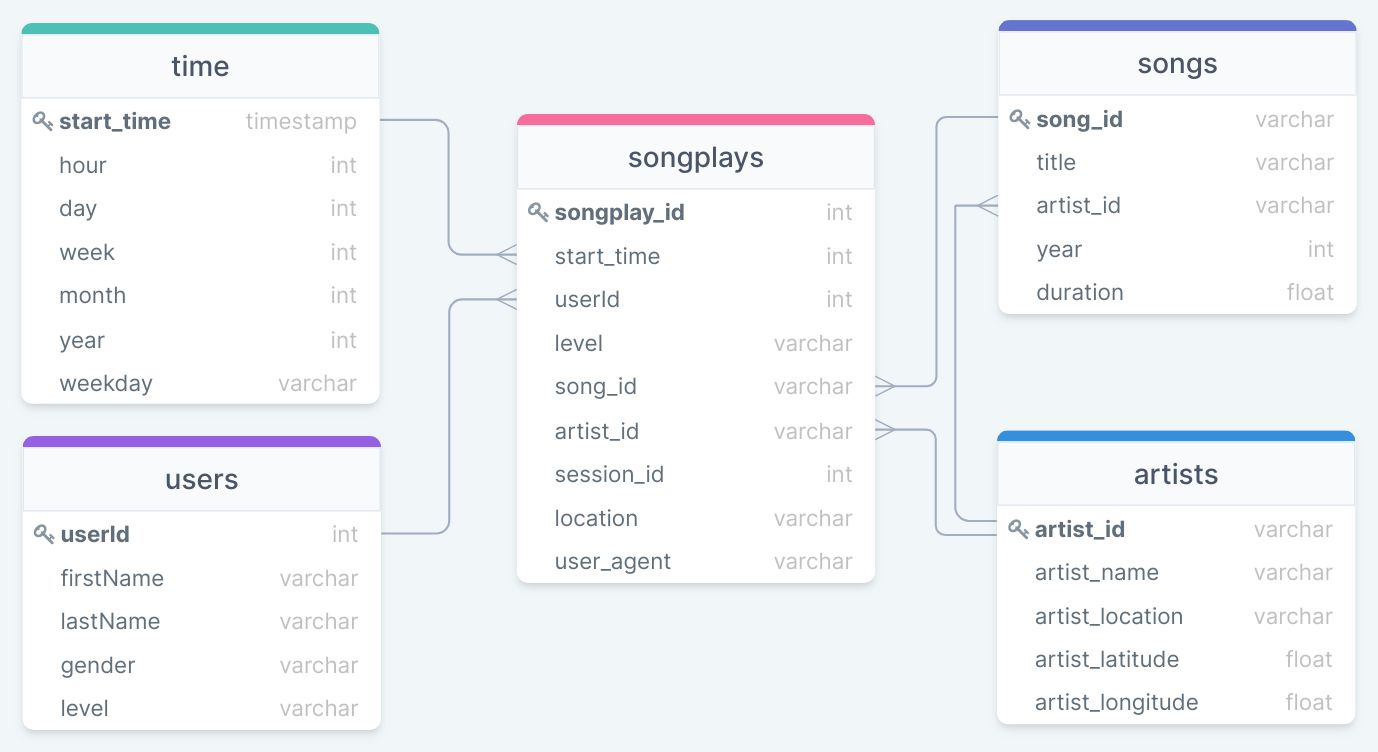 time
start_time timestamp
hour int
day int
week int
month int
year int
weekday varchar
users
userId int
firstName varchar
lastName varchar
gender varchar
level varchar
songplays
songplay_id int
start_time int
userId int
level varchar
song_id varchar
artist_id varchar
session_id int
location varchar
user_agent varchar
songs
song_id varchar
title varchar
artist_id varchar
year int
duration float
artists
artist_id varchar
artist_name varchar
artist_location varchar
artist_latitude float
artist_longitude float